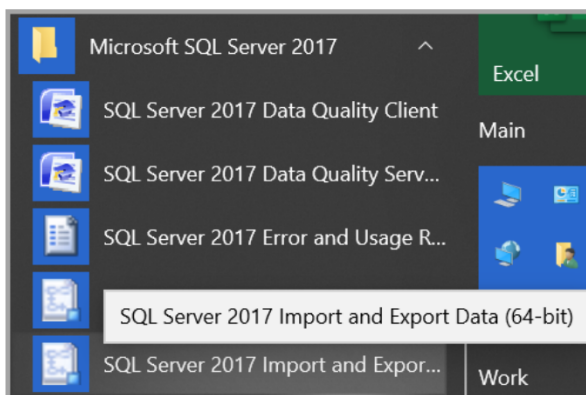 Microsoft SQL Server 2017
Excel
SQL Server 2017 Data Quality Client
Main
SQL Server 2017 Data Quality Serv...
SQL Server 2017 Error and Usage R...
SQL Server 2017 Import and Export Data (64-bit)
SQL Server 2017 Import and Expor...
Work